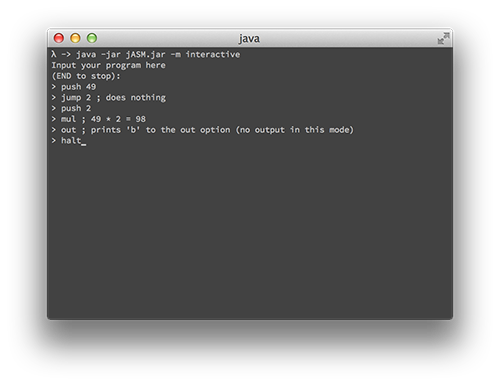 java
λ -> java -jar jASM.jar -m interactive
Input your program here
(END to stop):
> push 49
> jump 2 ; does nothing
> push 2
> mul ; 49 * 2 = 98
> out ; prints 'b' to the out option (no output in this mode)
> halt_